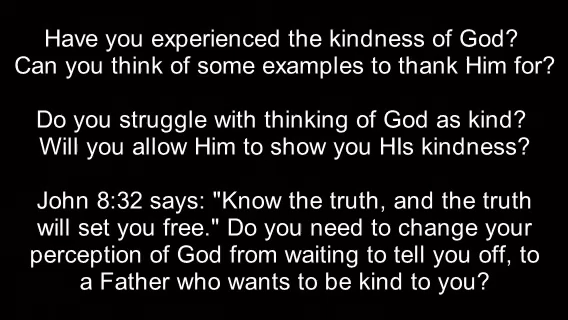 Have you experienced the kindness of God?
Can you think of some examples to thank Him for?
Do you struggle with thinking of God as kind?
Will you allow Him to show you HIs kindness?
John 8:32 says: "Know the truth, and the truth
will set you free." Do you need to change your
perception of God from waiting to tell you off, to
a Father who wants to be kind to you?